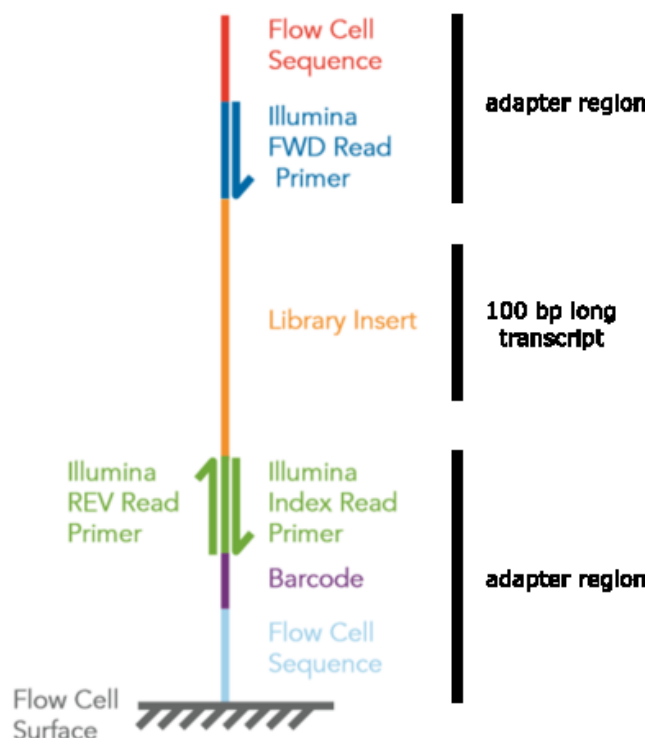 Flow Cell
Sequence
adapter region
Illumina
FWD Read
Primer
Library Insert
100 bp long
transcript
Illumina
REV Read
Primer
Illumina
Index Read
Primer
Barcode
adapter region
Flow Cell
Sequence
Flow Cell
Surface